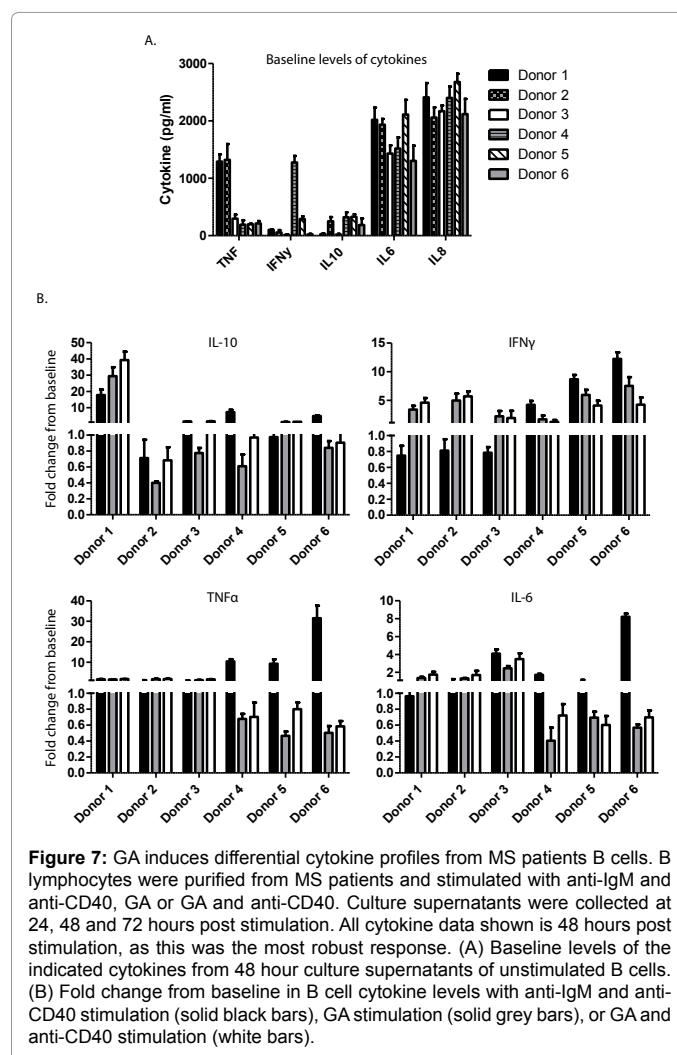 A.
Baseline levels of cytokines
Cytokine (pg/ml)
3000
2000
1000
0
TNF
IFNγ
IL10
IL6
IL8
Donor 1
Donor 2
Donor 3
Donor 4
Donor 5
Donor 6
B.
IL-10
Fold change from baseline
50
40
30
20
10
1.0
0.8
0.6
0.4
0.2
0.0
Donor 1
Donor 2
Donor 3
Donor 4
Donor 5
Donor 6
IFNγ
15
10
5
1.0
0.8
0.6
0.4
0.2
0.0
Donor 1
Donor 2
Donor 3
Donor 4
Donor 5
Donor 6
TNFα
Fold change from baseline
40
30
20
10
1.0
0.8
0.6
0.4
0.2
0.0
Donor 1
Donor 2
Donor 3
Donor 4
Donor 5
Donor 6
IL-6
10
8
6
4
2
1.0
0.8
0.6
0.4
0.2
0.0
Donor 1
Donor 2
Donor 3
Donor 4
Donor 5
Donor 6
Figure 7: GA induces differential cytokine profiles from MS patients B cells. B
lymphocytes were purified from MS patients and stimulated with anti-IgM and
anti-CD40, GA or GA and anti-CD40. Culture supernatants were collected at
24, 48 and 72 hours post stimulation. All cytokine data shown is 48 hours post
stimulation, as this was the most robust response. (A) Baseline levels of the
indicated cytokines from 48 hour culture supernatants of unstimulated B cells.
(B) Fold change from baseline in B cell cytokine levels with anti-IgM and anti-
CD40 stimulation (solid black bars), GA stimulation (solid grey bars), or GA and
anti-CD40 stimulation (white bars).